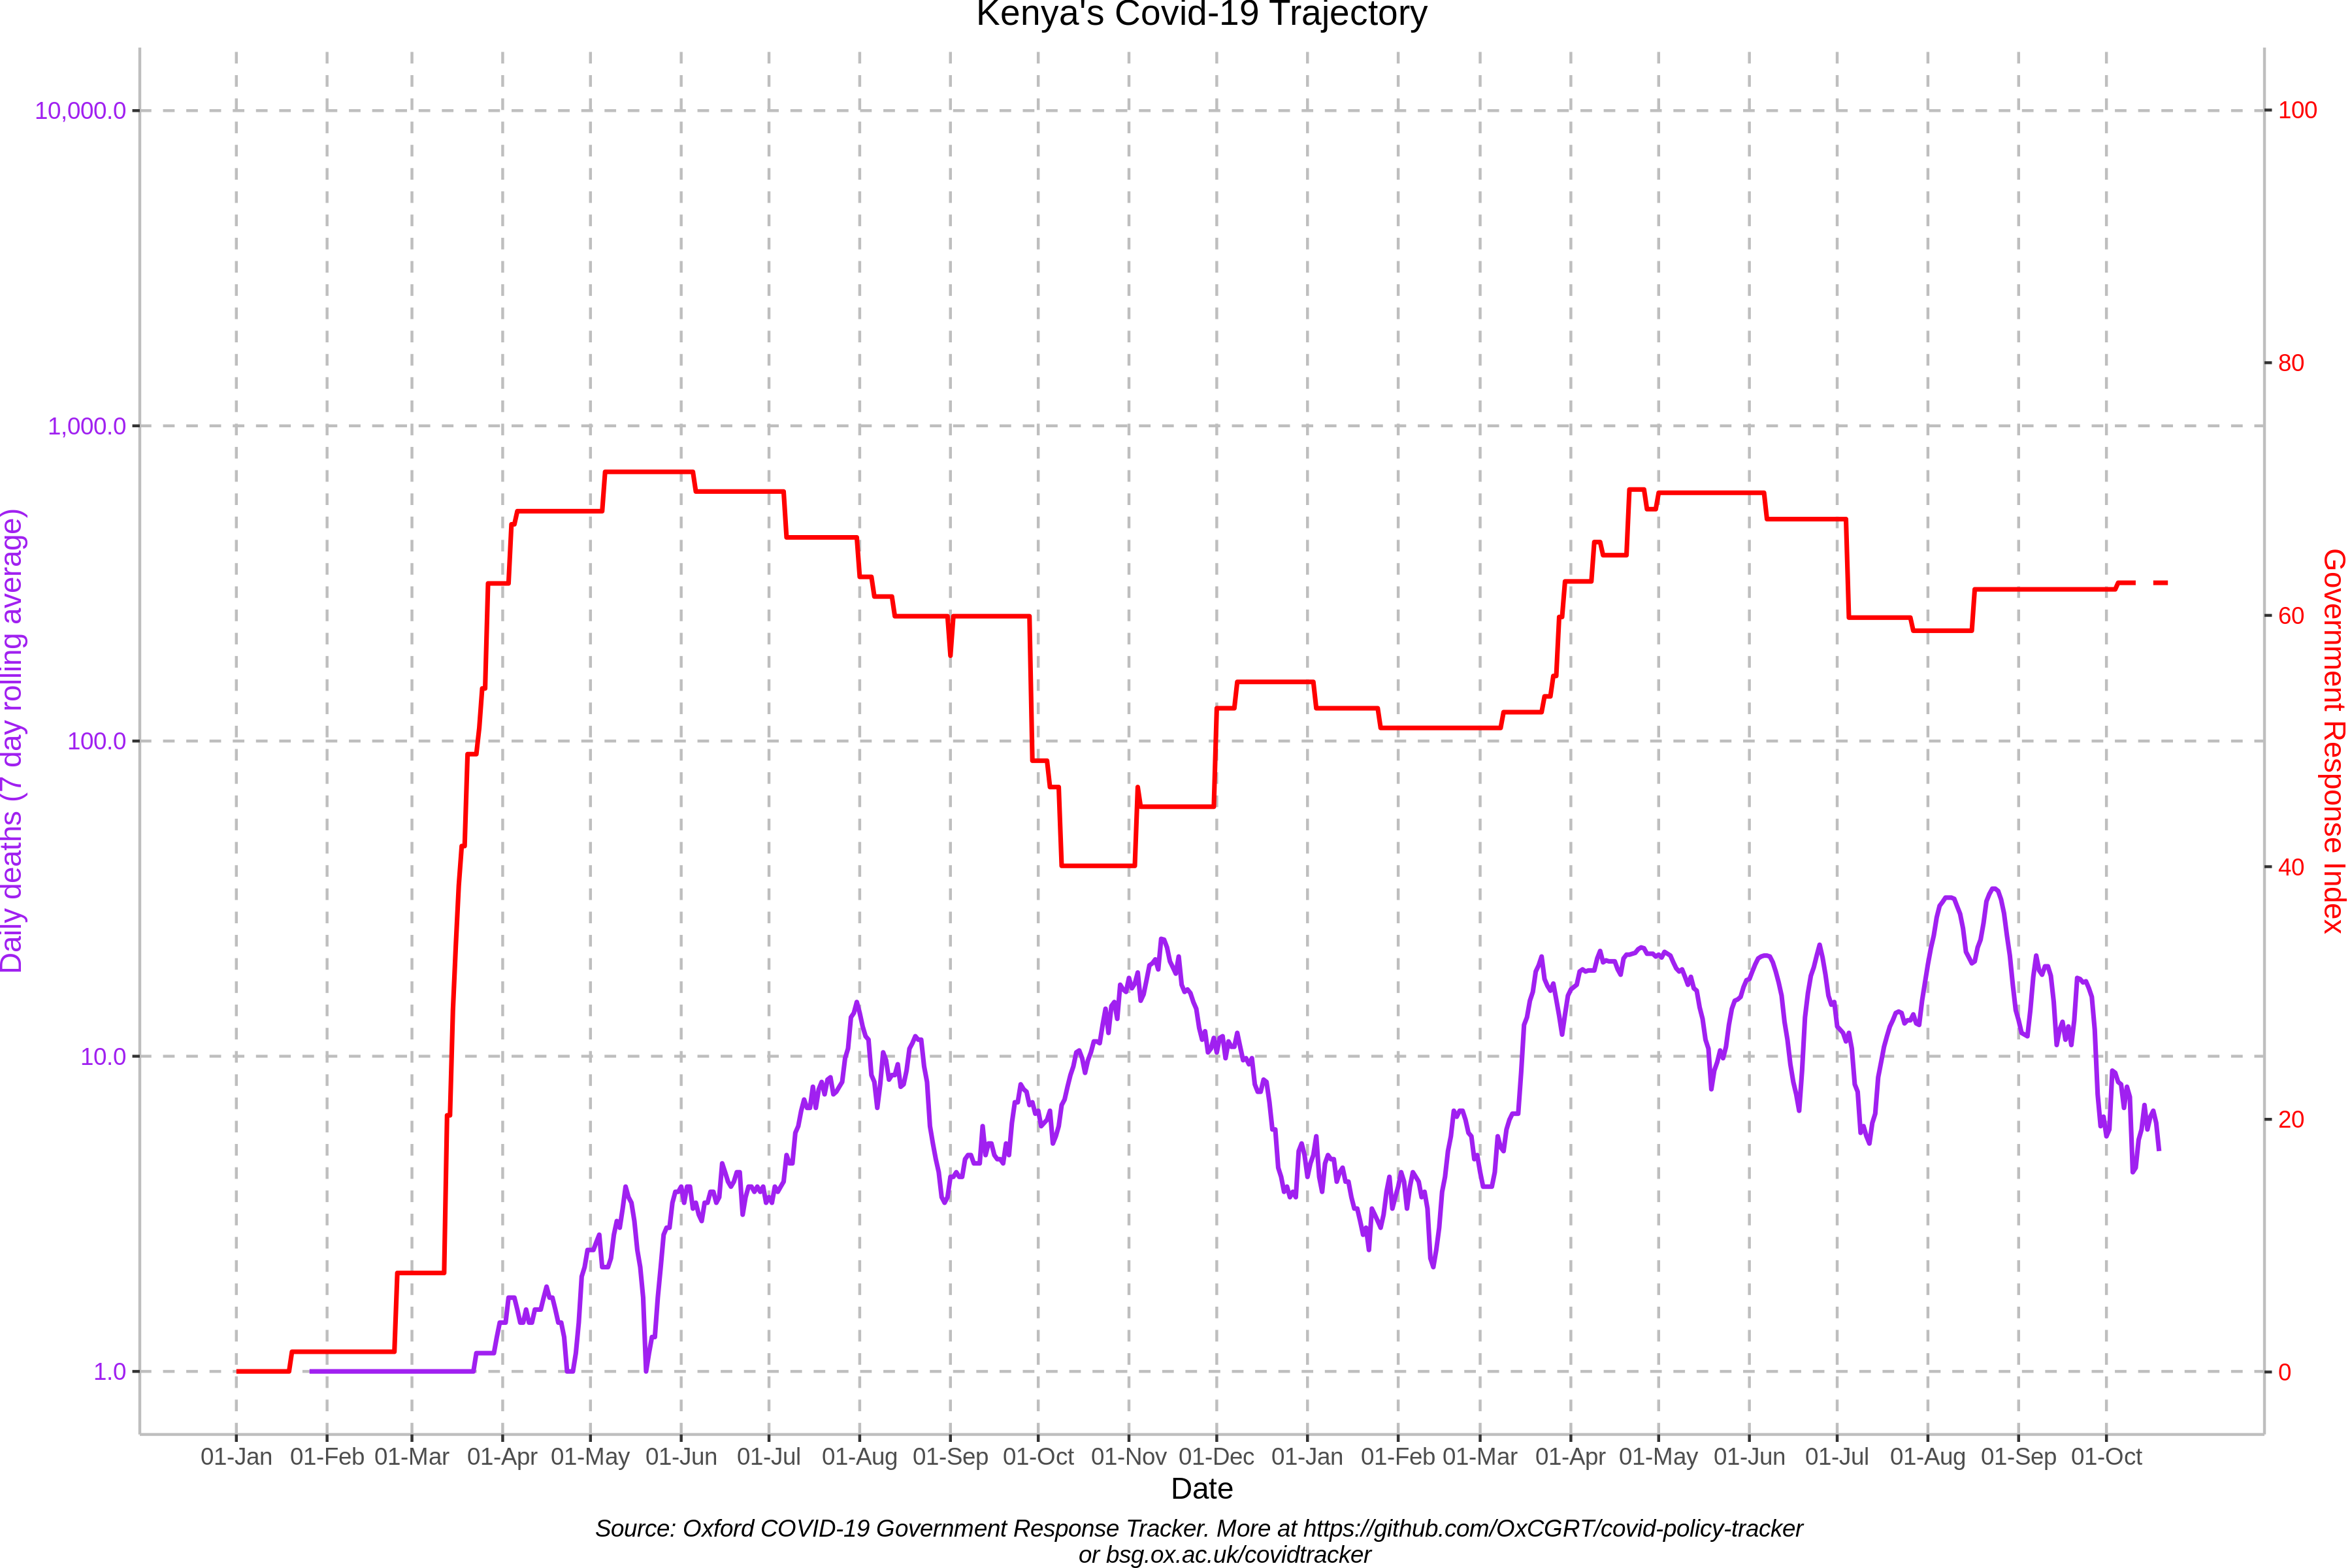 Kenya's Covid-19 Trajectory
Daily deaths (7 day rolling average)
10,000.0
1,000.0
100.0
10.0
1.0
100
80
60
40
20
0
Government Response Index
01-Jan 01-Feb 01-Mar 01-Apr 01-May 01-Jun 01-Jul 01-Aug 01-Sep 01-Oct 01-Nov 01-Dec 01-Jan 01-Feb 01-Mar 01-Apr 01-May 01-Jun 01-Jul 01-Aug 01-Sep 01-Oct
Date
Source: Oxford COVID-19 Government Response Tracker. More at https://github.com/OxCGRT/covid-policy-tracker
or bsg.ox.ac.uk/covidtracker